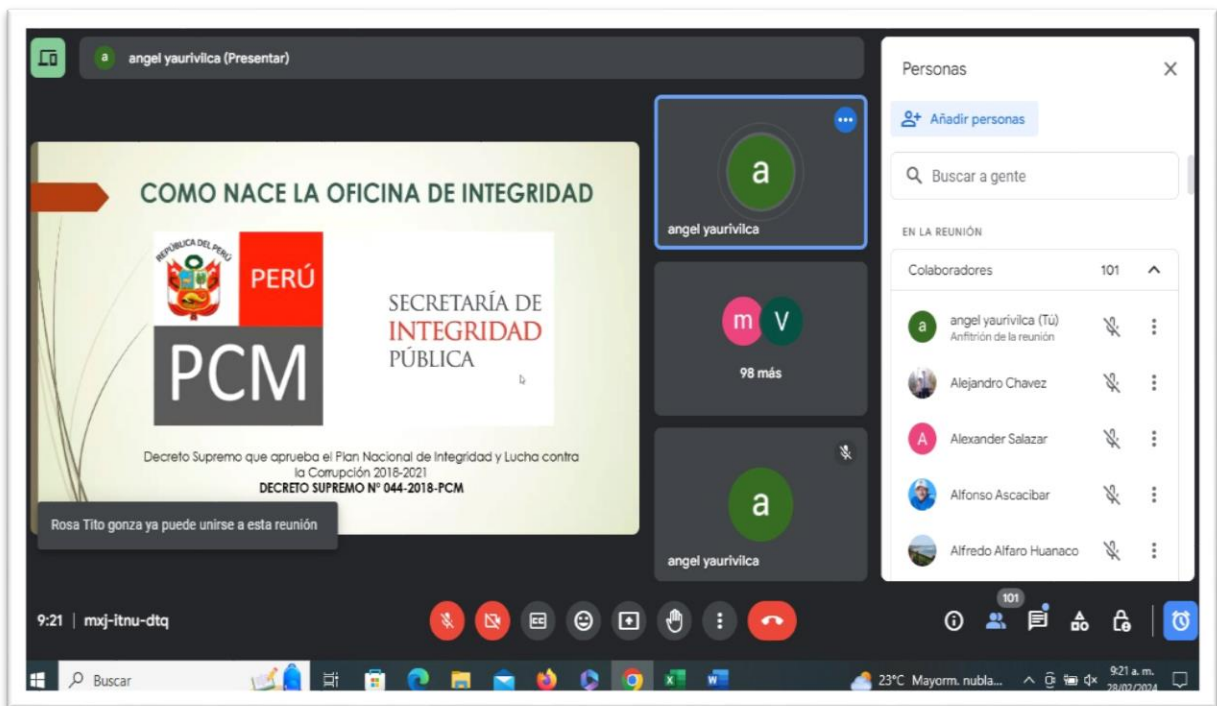 a angel yaurivilca (Presentar)
COMO NACE LA OFICINA DE INTEGRIDAD
REPÚBLICA DEL PERÚ
PERÚ
PCM
SECRETARÍA DE
INTEGRIDAD
PÚBLICA
Decreto Supremo que aprueba el Plan Nacional de Integridad y Lucha contra
la Corrupción 2018-2021
DECRETO SUPREMO N° 044-2018-PCM
Rosa Tito gonza ya puede unirse a esta reunión
a
angel yaurivilca
m V
98 más
a
angel yaurivilca
Personas
Añadir personas
Buscar a gente
EN LA REUNIÓN
Colaboradores 101
a angel yaurivilca (Tú)
Anfitrión de la reunión
Alejandro Chavez
A Alexander Salazar
Alfonso Ascacibar
Alfredo Alfaro Huanaco
9:21 | mxj-itnu-dtq
101
Buscar
23°C Mayorm. nubla...
9:21 a. m.
28/02/2024